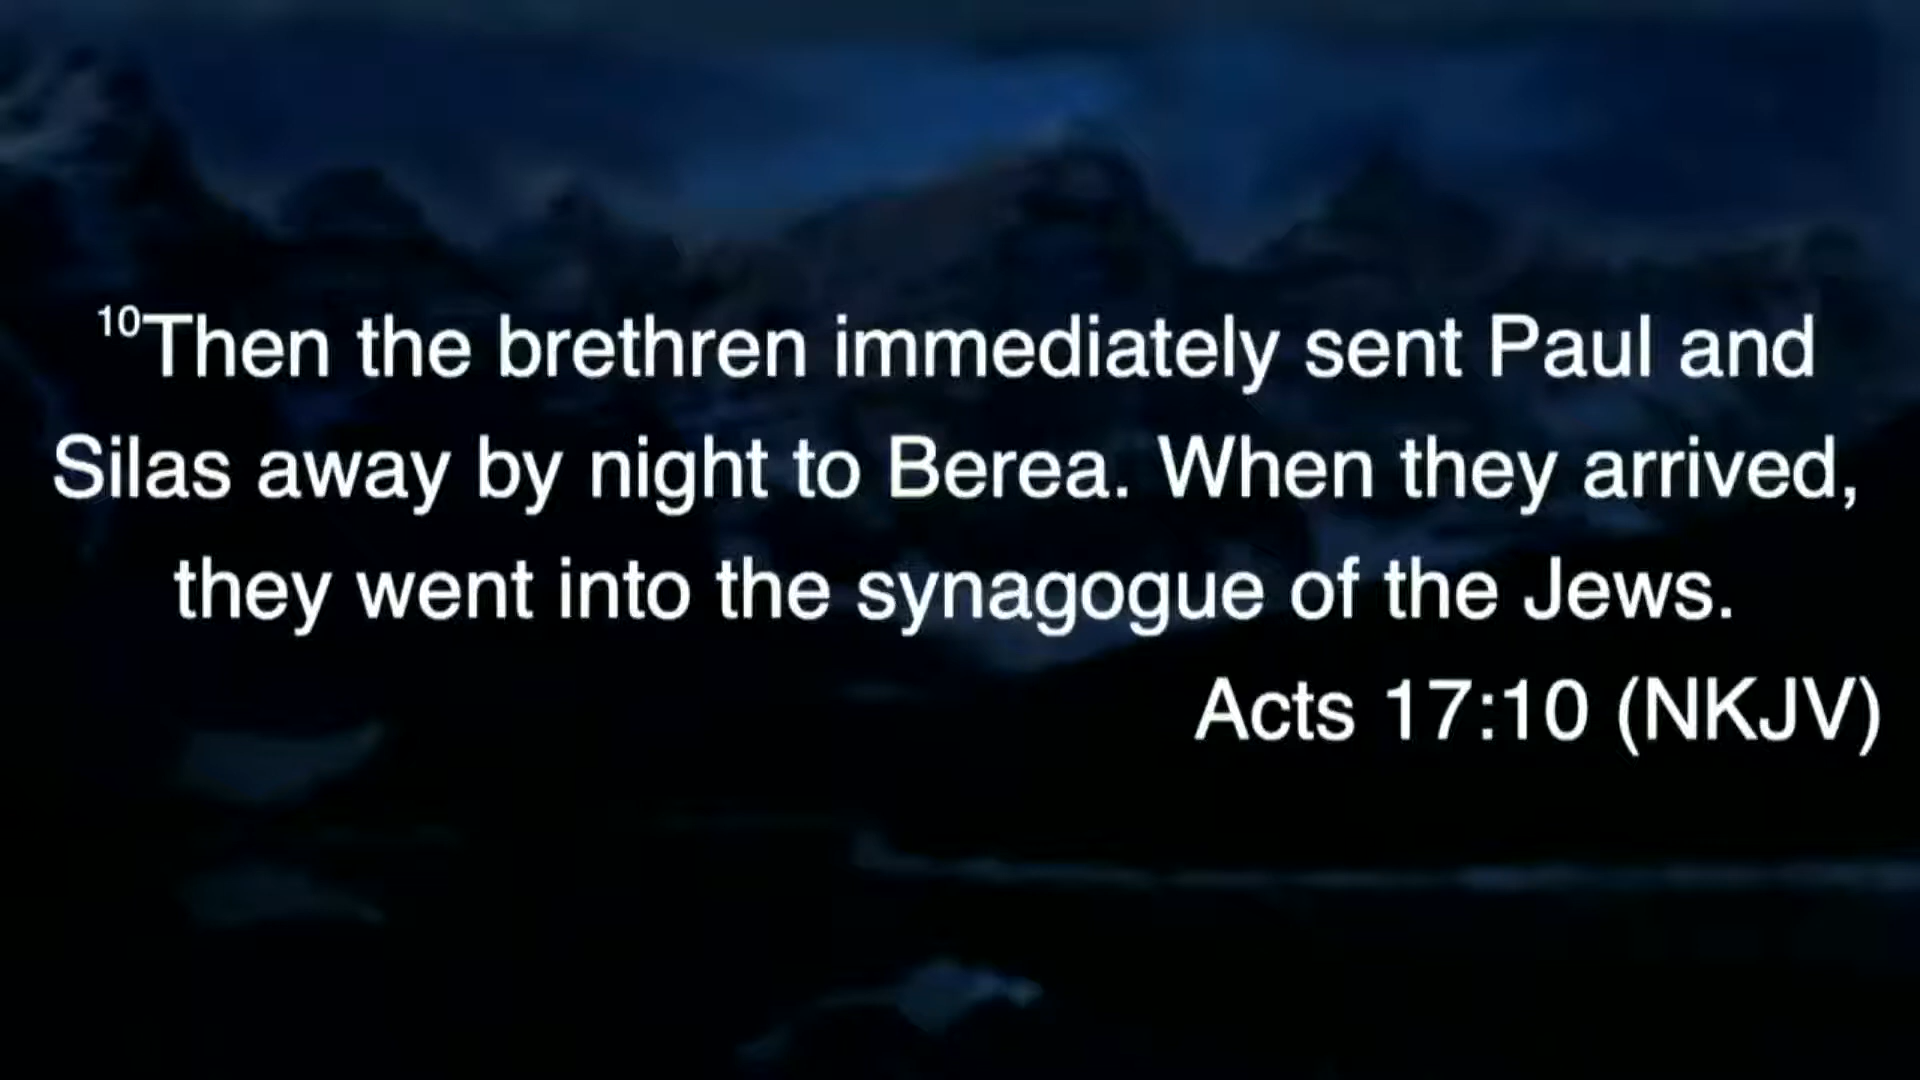 ¹⁰Then the brethren immediately sent Paul and
Silas away by night to Berea. When they arrived,
they went into the synagogue of the Jews.
Acts 17:10 (NKJV)